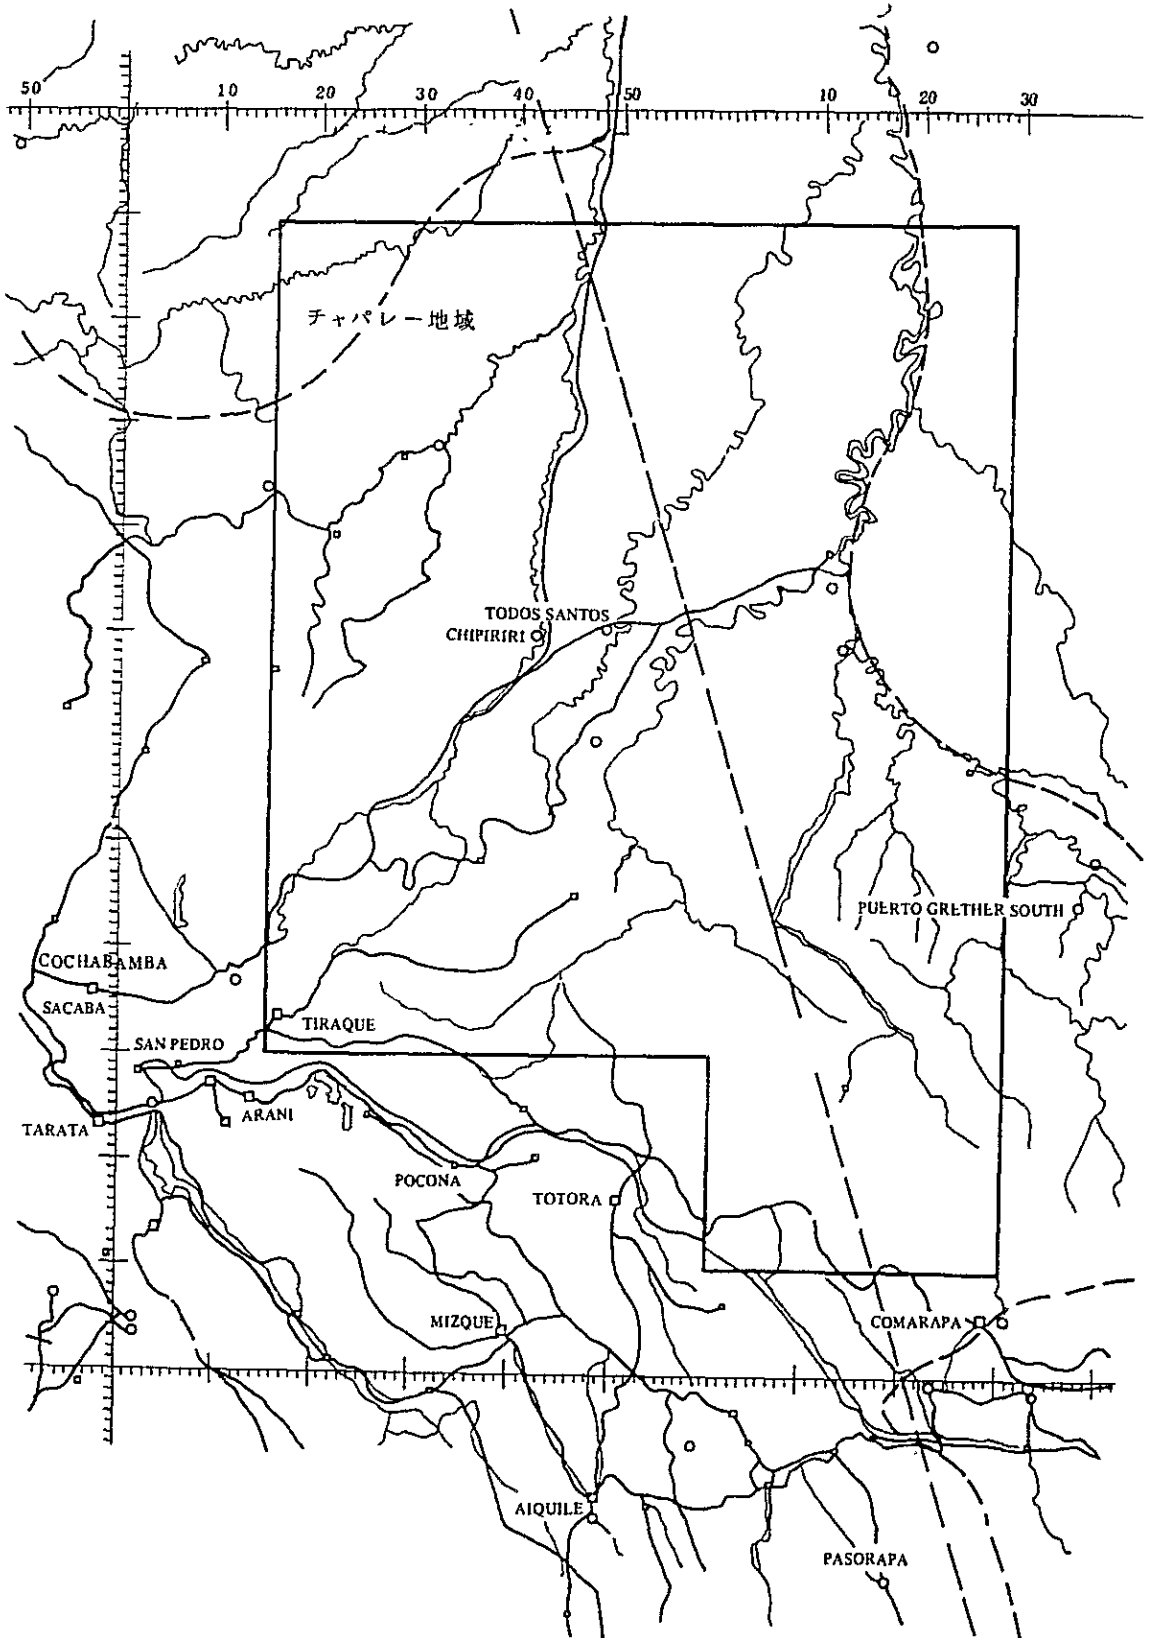 50 10 20 30 40 50 10 20 30
チャパレー地域
TODOS SANTOS
CHIPIRIRI
PUERTO GRETHER SOUTH
COCHABAMBA
SACABA
TIRAQUE
SAN PEDRO
ARANI
TARATA
POCONA
TOTORA
MIZQUE
COMARAPA
AIQUILE
PASORAPA